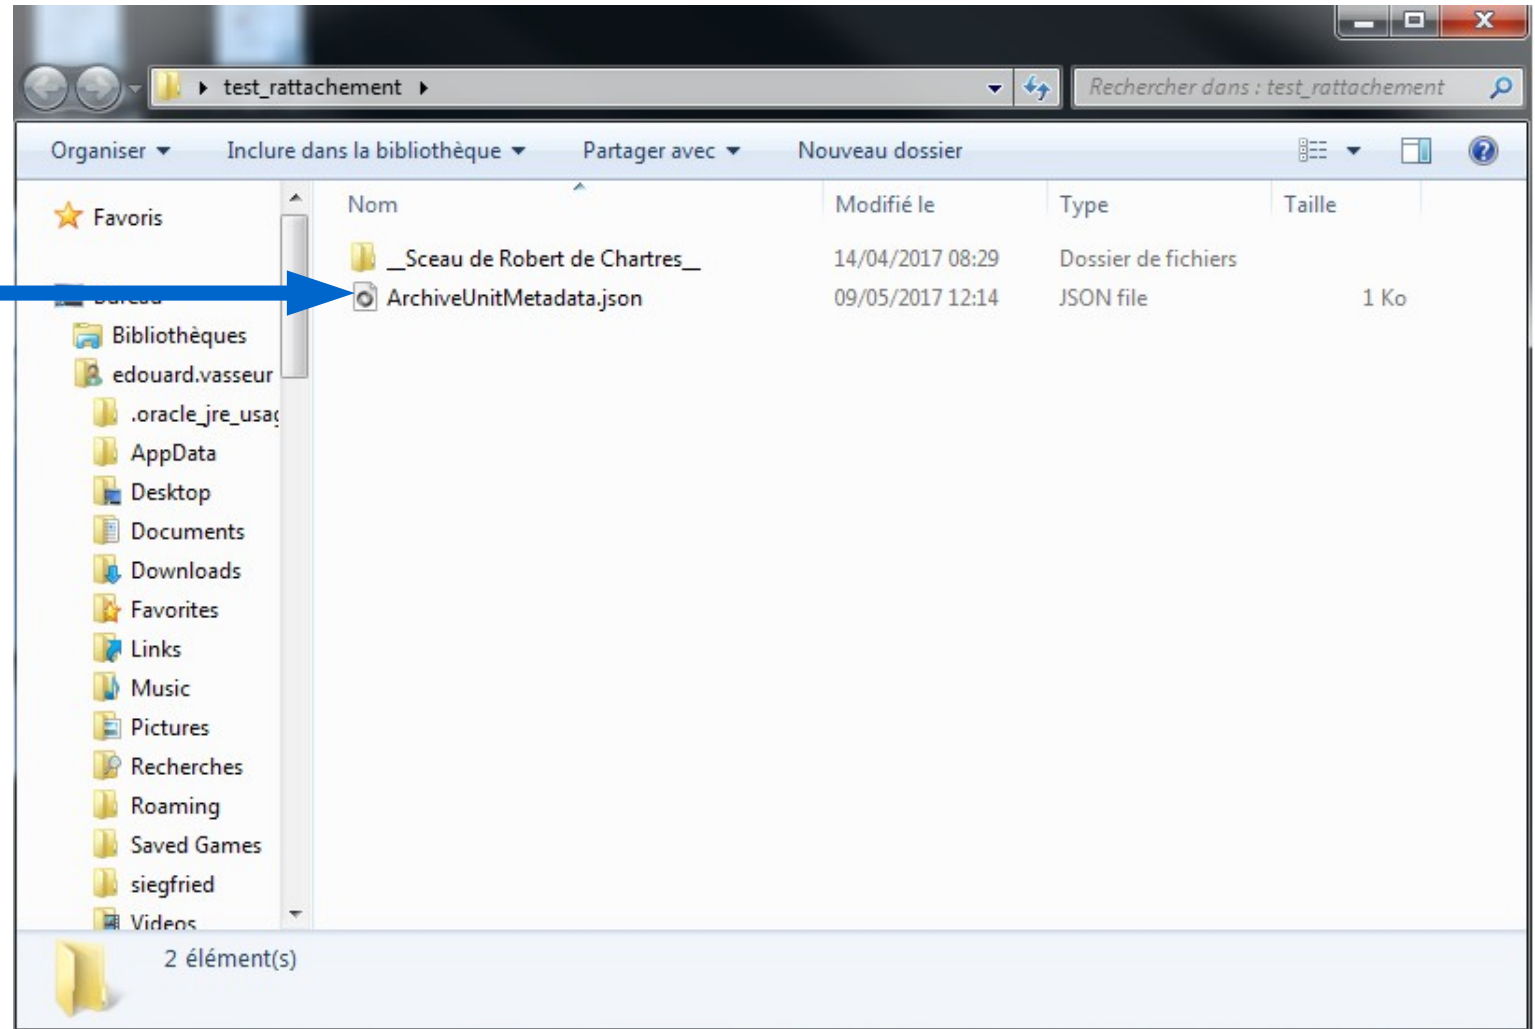 test_rattachement
Rechercher dans : test_rattachement
Organiser Inclure dans la bibliothèque Partager avec Nouveau dossier
Favoris
Bibliothèques
edouard.vasseur
.oracle_jre_usag
AppData
Desktop
Documents
Downloads
Favorites
Links
Music
Pictures
Recherches
Roaming
Saved Games
siegfried
Videos
Nom Modifié le Type Taille
__Sceau de Robert de Chartres__ 14/04/2017 08:29 Dossier de fichiers
ArchiveUnitMetadata.json 09/05/2017 12:14 JSON file 1 Ko
2 élément(s)